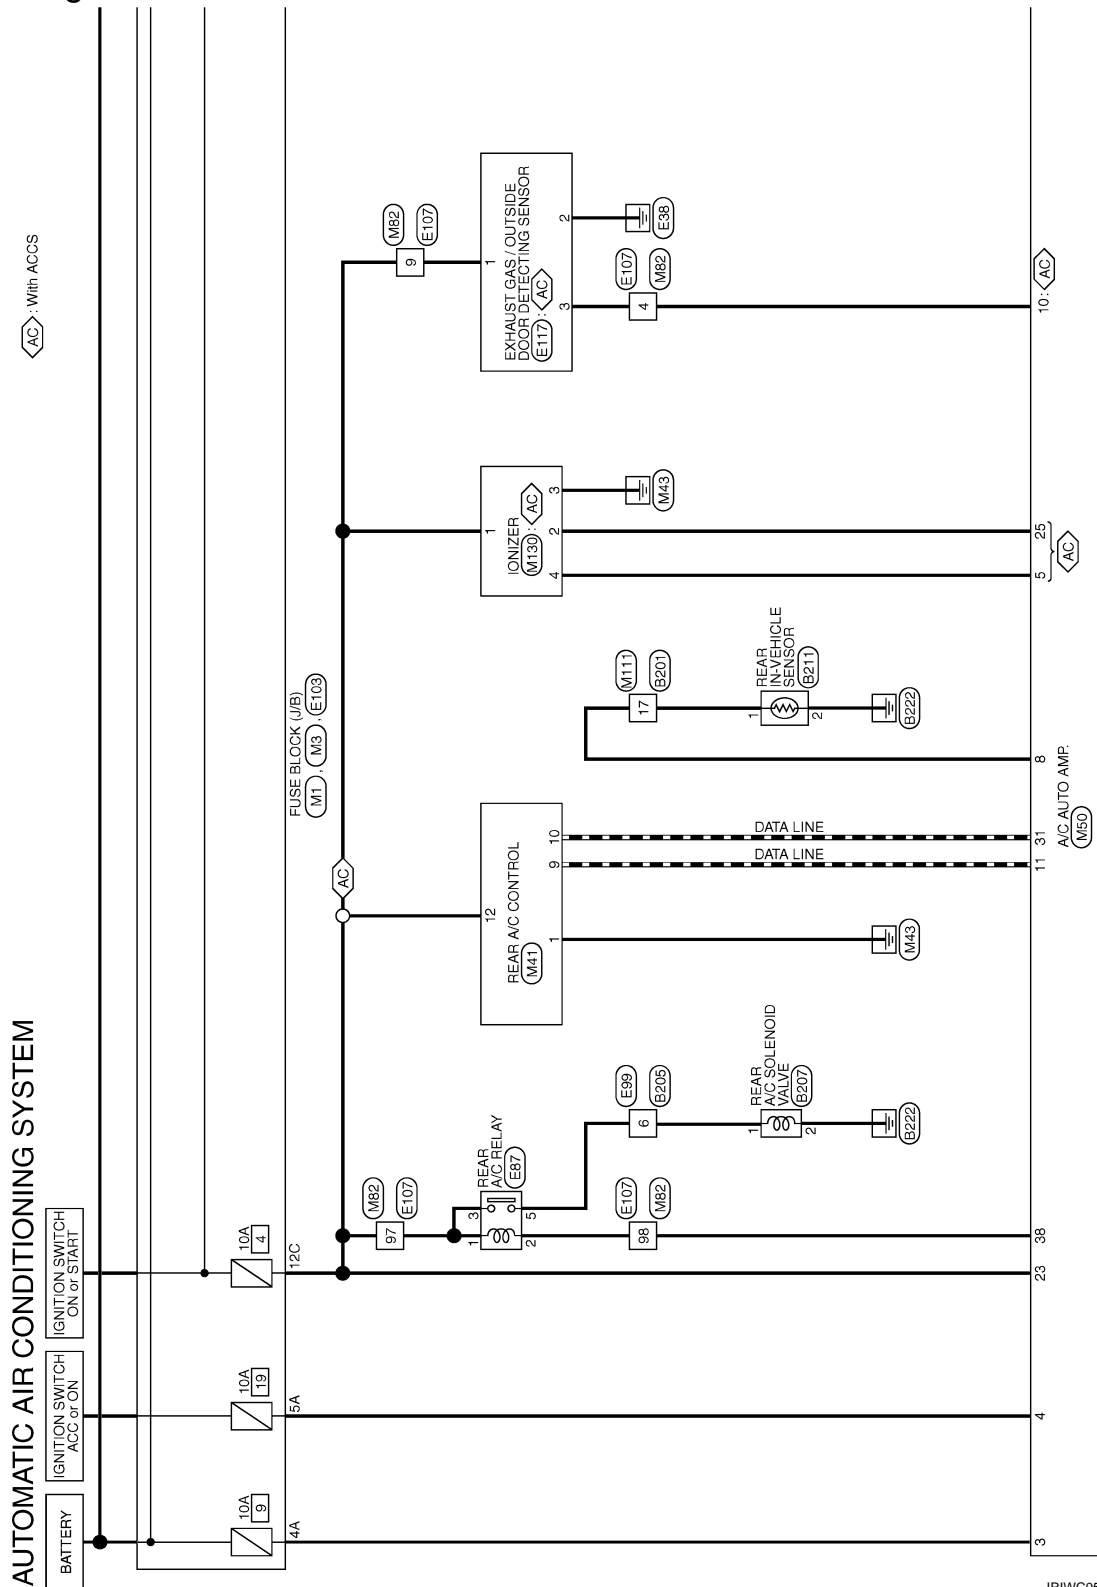 AUTOMATIC AIR CONDITIONING SYSTEM
AC : With ACCS
BATTERY
IGNITION SWITCH
ACC or ON
IGNITION SWITCH
ON or START
10A
9
10A
19
10A
4
4A
5A
12C
FUSE BLOCK (J/B)
M1 , M3 , E103
AC
97
M82
E107
9
M82
E107
1
3
2
5
REAR
A/C RELAY
E87
12
REAR A/C CONTROL
M41
1
9
10
1
IONIZER
M130 : AC
4
2
3
1
EXHAUST GAS / OUTSIDE
DOOR DETECTING SENSOR
E117 : AC
3
2
98
E107
M82
6
E99
B205
17
M111
B201
M43
4
E107
M82
E38
1
REAR
A/C SOLENOID
VALVE
B207
2
DATA LINE
DATA LINE
1
REAR
IN-VEHICLE
SENSOR
B211
2
B222
M43
B222
3
4
23
38
11
31
8
5
25
AC
10 : AC
A/C AUTO AMP.
M50